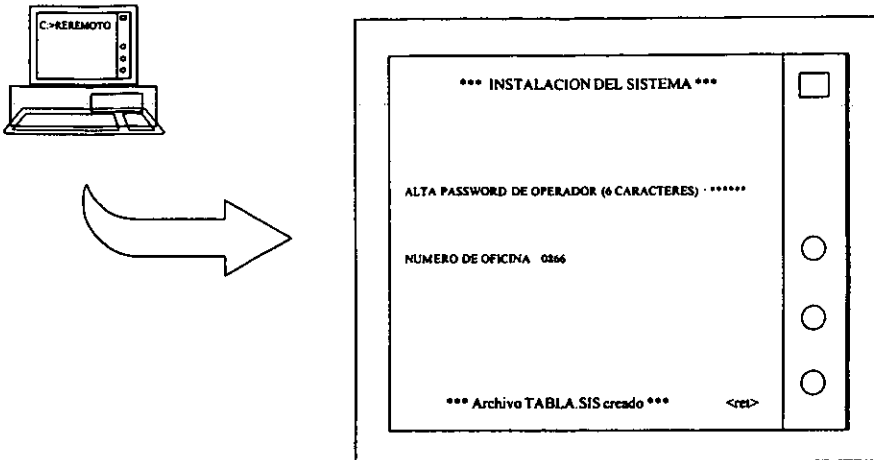 C:>REREMOTO
*** INSTALACION DEL SISTEMA ***
ALTA PASSWORD DE OPERADOR (6 CARACTERES) · ******
NUMERO DE OFICINA 0266
*** Archivo TABLA.SIS creado *** <ret>